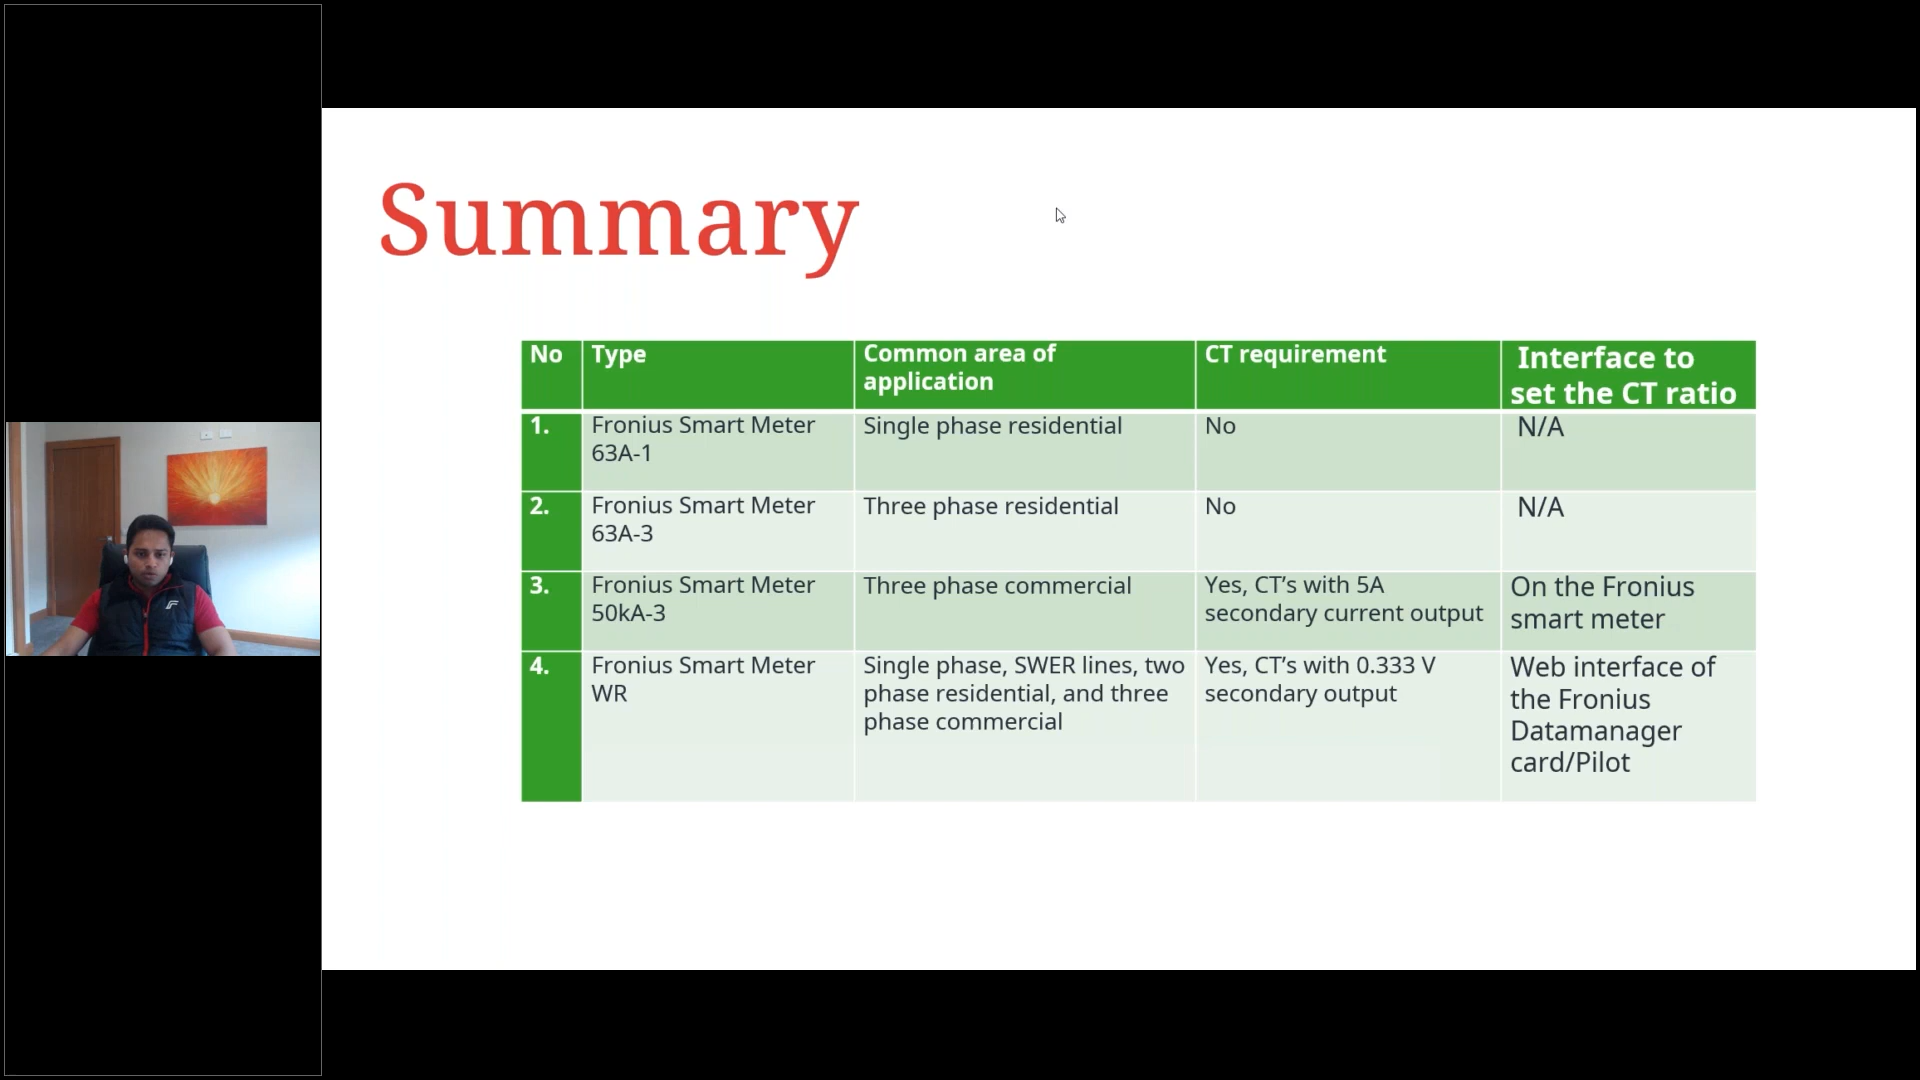 Summary
No
Type
Common area of
application
CT requirement
Interface to
set the CT ratio
1.
Fronius Smart Meter
63A-1
Single phase residential
No
N/A
2.
Fronius Smart Meter
63A-3
Three phase residential
No
N/A
3.
Fronius Smart Meter
50kA-3
Three phase commercial
Yes, CT’s with 5A
secondary current output
On the Fronius
smart meter
4.
Fronius Smart Meter
WR
Single phase, SWER lines, two
phase residential, and three
phase commercial
Yes, CT’s with 0.333 V
secondary output
Web interface of
the Fronius
Datamanager
card/Pilot